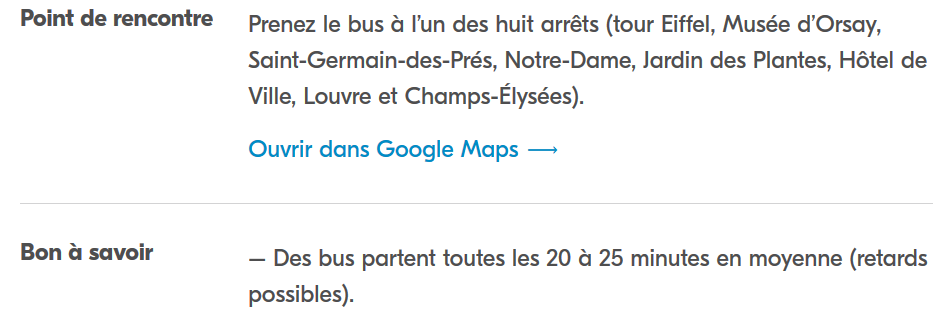 Point de rencontre
Prenez le bus à l’un des huit arrêts (tour Eiffel, Musée d’Orsay,
Saint-Germain-des-Prés, Notre-Dame, Jardin des Plantes, Hôtel de
Ville, Louvre et Champs-Élysées).
Ouvrir dans Google Maps ⟶
Bon à savoir
– Des bus partent toutes les 20 à 25 minutes en moyenne (retards
possibles).